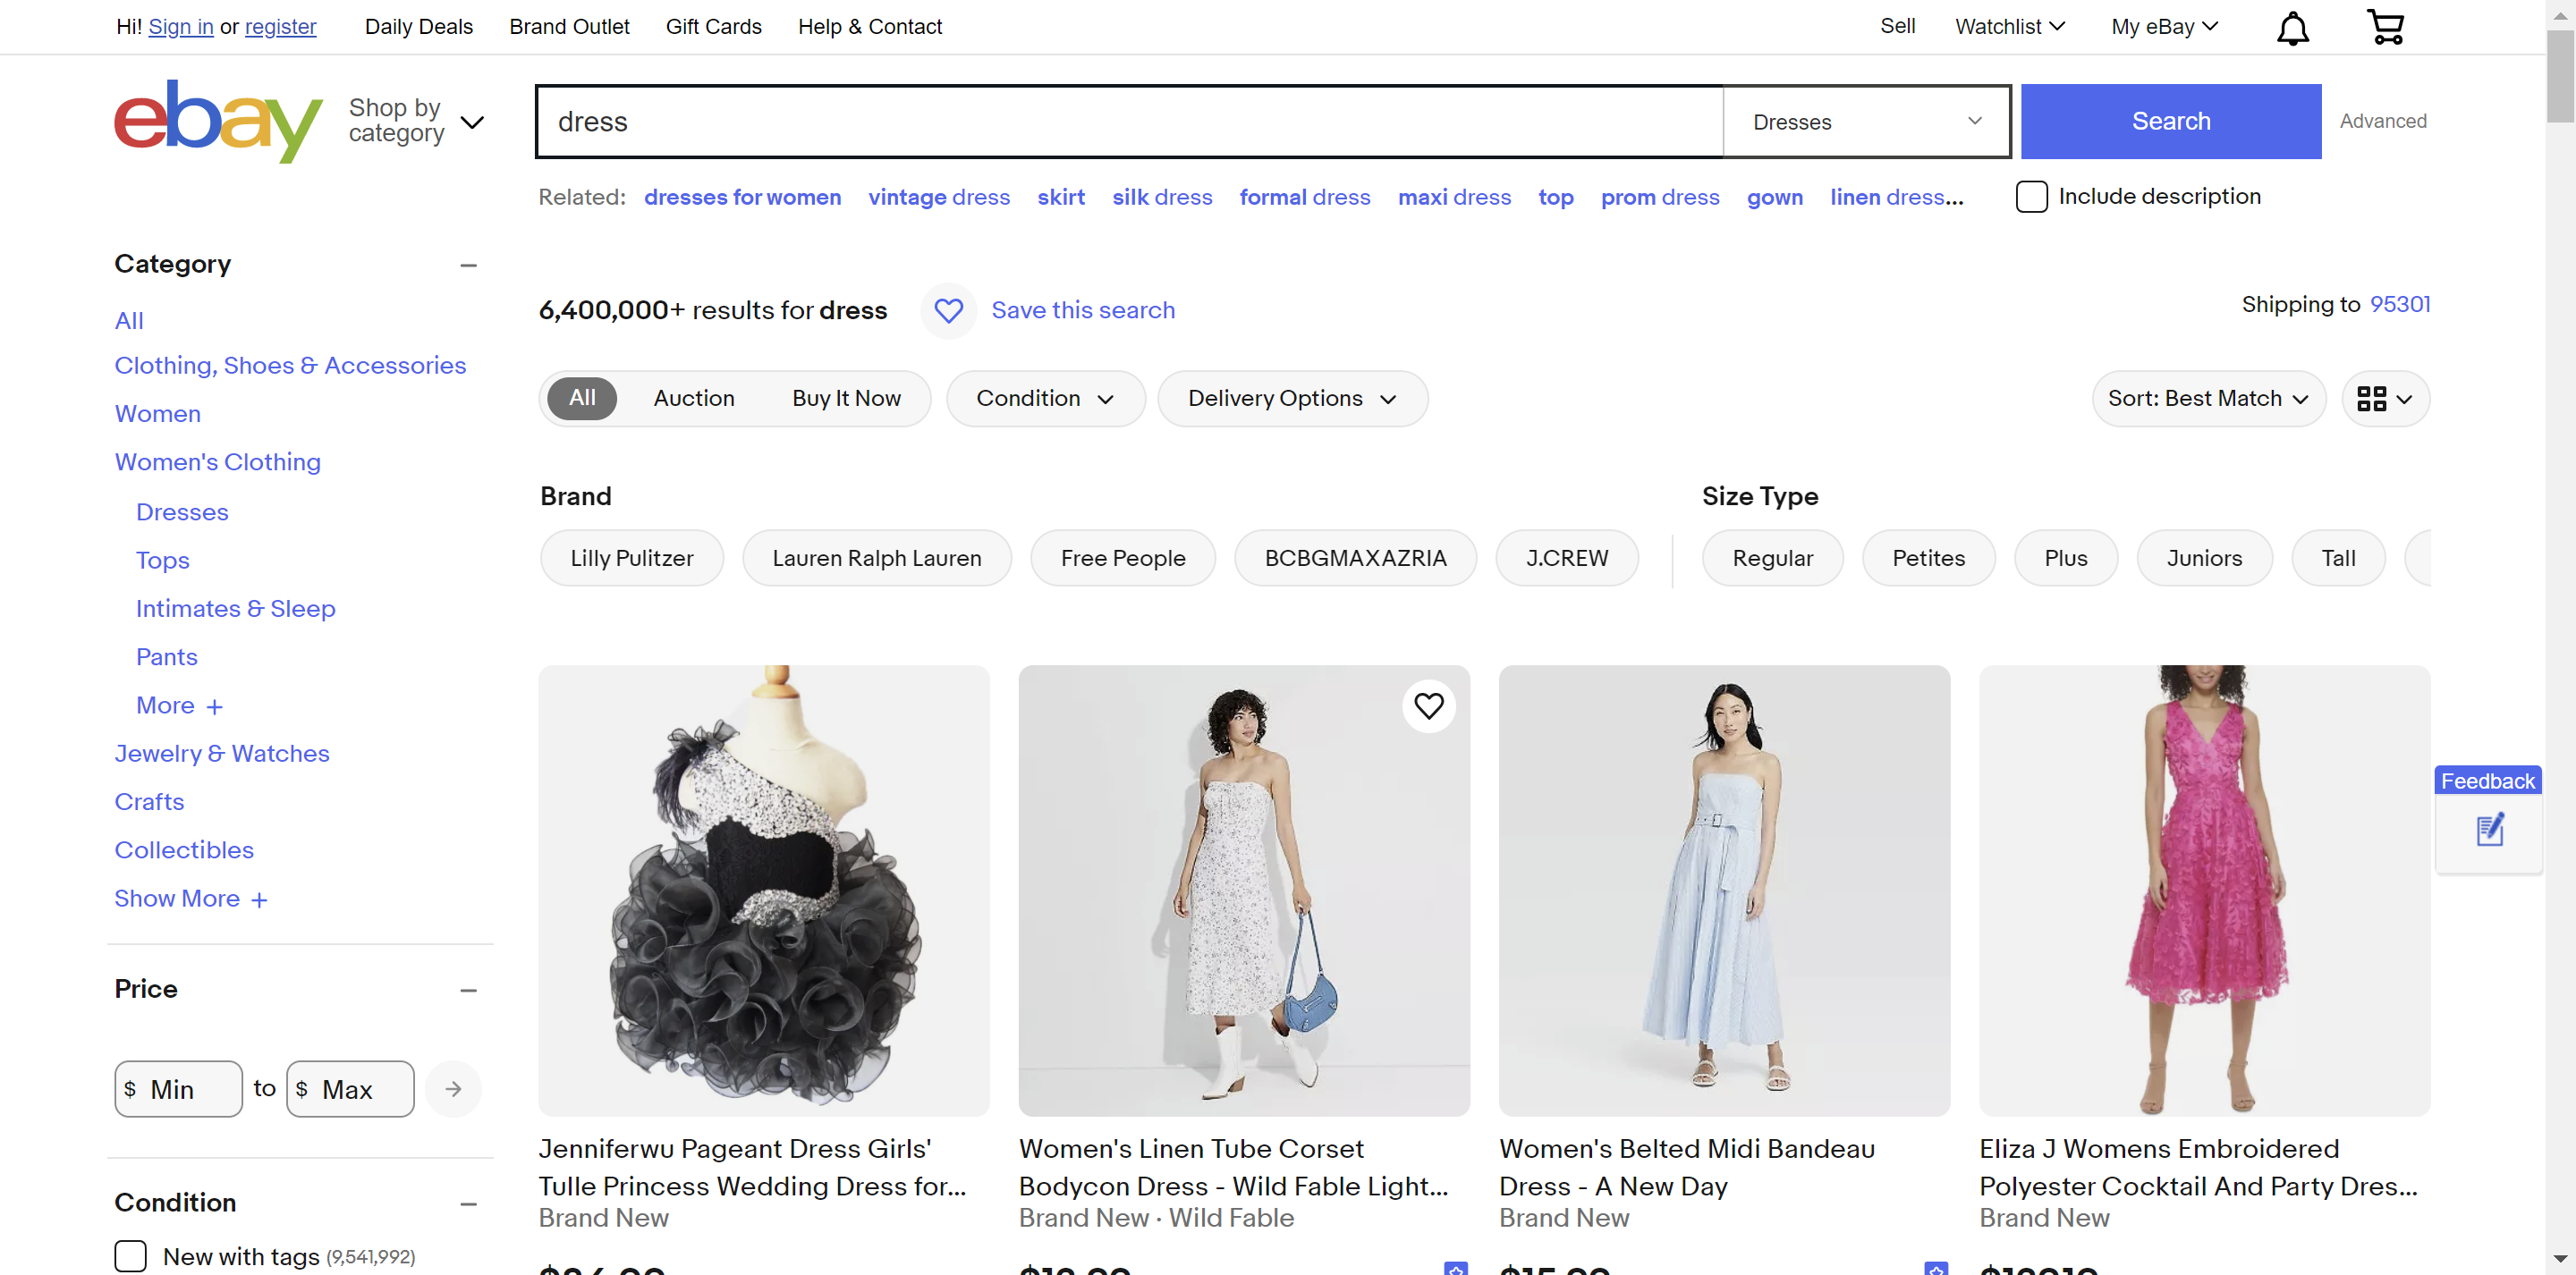 Hi! Sign in or register Daily Deals Brand Outlet Gift Cards Help & Contact Sell Watchlist My eBay
ebay Shop by category dress Dresses Search Advanced
Related: dresses for women vintage dress skirt silk dress formal dress maxi dress top prom dress gown linen dress... Include description
Category
All
Clothing, Shoes & Accessories
Women
Women's Clothing
Dresses
Tops
Intimates & Sleep
Pants
More +
Jewelry & Watches
Crafts
Collectibles
Show More +
Price
$ Min to $ Max
Condition
New with tags (9,541,992)
6,400,000+ results for dress Save this search Shipping to 95301
All Auction Buy It Now Condition Delivery Options Sort: Best Match
Brand Size Type
Lilly Pulitzer Lauren Ralph Lauren Free People BCBGMAXAZRIA J.CREW Regular Petites Plus Juniors Tall
Feedback
Jenniferwu Pageant Dress Girls'
Tulle Princess Wedding Dress for...
Brand New
Women's Linen Tube Corset
Bodycon Dress - Wild Fable Light...
Brand New · Wild Fable
Women's Belted Midi Bandeau
Dress - A New Day
Brand New
Eliza J Womens Embroidered
Polyester Cocktail And Party Dres...
Brand New